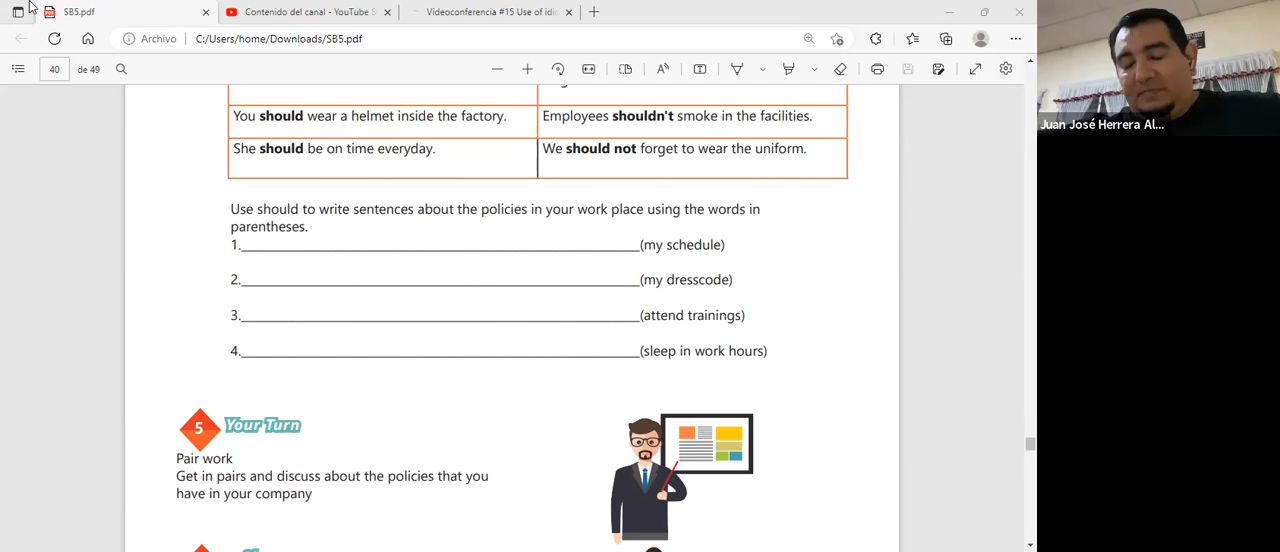 SB5.pdf
Contenido del canal - YouTube S
Videoconferencia #15 Use of idi
Archivo C:/Users/home/Downloads/SB5.pdf
40 de 49
You should wear a helmet inside the factory. Employees shouldn't smoke in the facilities.
She should be on time everyday. We should not forget to wear the uniform.
Use should to write sentences about the policies in your work place using the words in
parentheses.
1.________________________________________(my schedule)
2.________________________________________(my dresscode)
3.________________________________________(attend trainings)
4.________________________________________(sleep in work hours)
5 Your Turn
Pair work
Get in pairs and discuss about the policies that you
have in your company
Juan José Herrera Al...